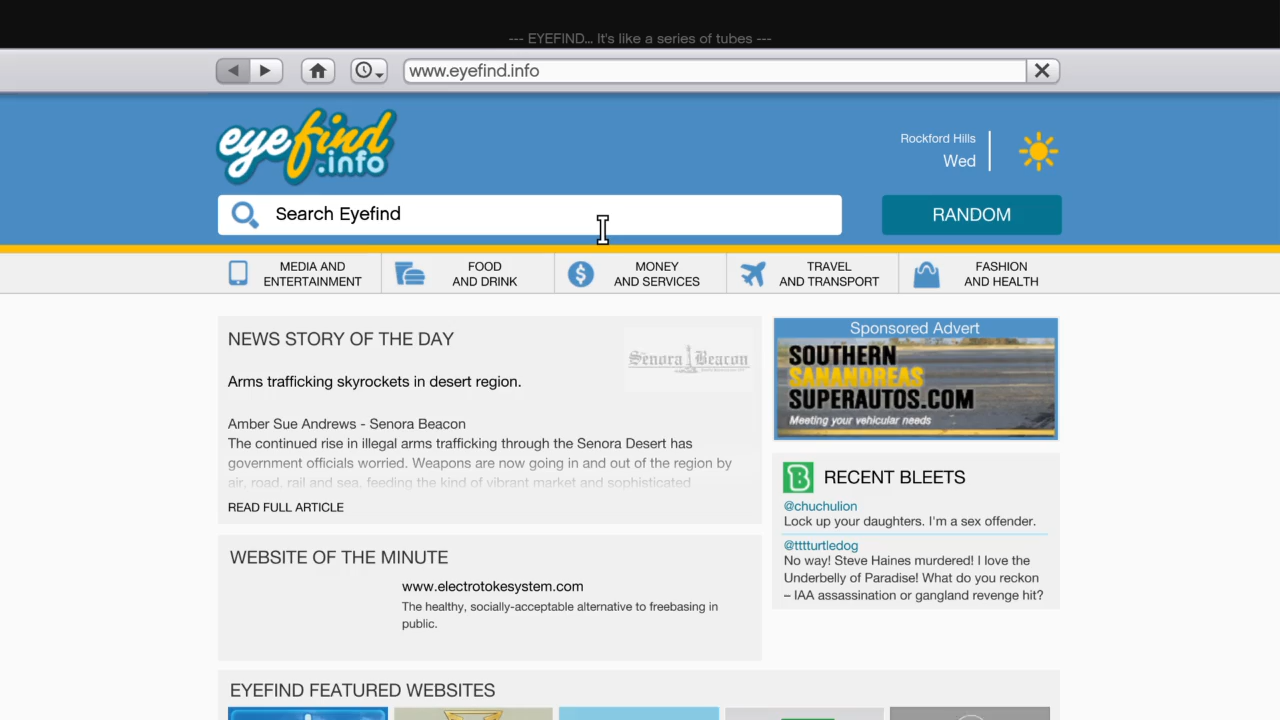 --- EYEFIND... It's like a series of tubes ---
www.eyefind.info
eyefind
.info
Rockford Hills
Wed
Search Eyefind
RANDOM
MEDIA AND
ENTERTAINMENT
FOOD
AND DRINK
MONEY
AND SERVICES
TRAVEL
AND TRANSPORT
FASHION
AND HEALTH
NEWS STORY OF THE DAY
Senora Beacon
Arms trafficking skyrockets in desert region.
Amber Sue Andrews - Senora Beacon
The continued rise in illegal arms trafficking through the Senora Desert has
government officials worried. Weapons are now going in and out of the region by
air, road, rail and sea, feeding the kind of vibrant market and sophisticated
READ FULL ARTICLE
Sponsored Advert
SOUTHERN
SANANDREAS
SUPERAUTOS.COM
Meeting your vehicular needs
B
RECENT BLEETS
@chuchulion
Lock up your daughters. I'm a sex offender.
@tttturtledog
No way! Steve Haines murdered! I love the
Underbelly of Paradise! What do you reckon
– IAA assassination or gangland revenge hit?
WEBSITE OF THE MINUTE
www.electrotokesystem.com
The healthy, socially-acceptable alternative to freebasing in
public.
EYEFIND FEATURED WEBSITES